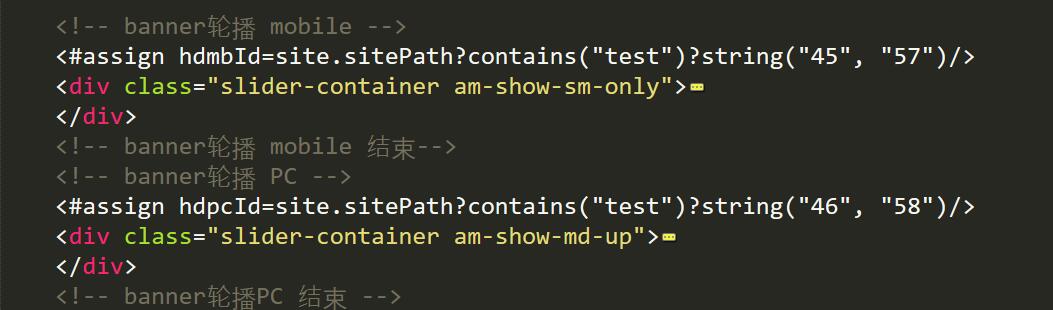 <!-- banner轮播 mobile -->
<#assign hdmbId=site.sitePath?contains("test")?string("45", "57")/>
<div class="slider-container am-show-sm-only">
</div>
<!-- banner轮播 mobile 结束-->
<!-- banner轮播 PC -->
<#assign hdpcId=site.sitePath?contains("test")?string("46", "58")/>
<div class="slider-container am-show-md-up">
</div>
<!-- banner轮播PC 结束 -->